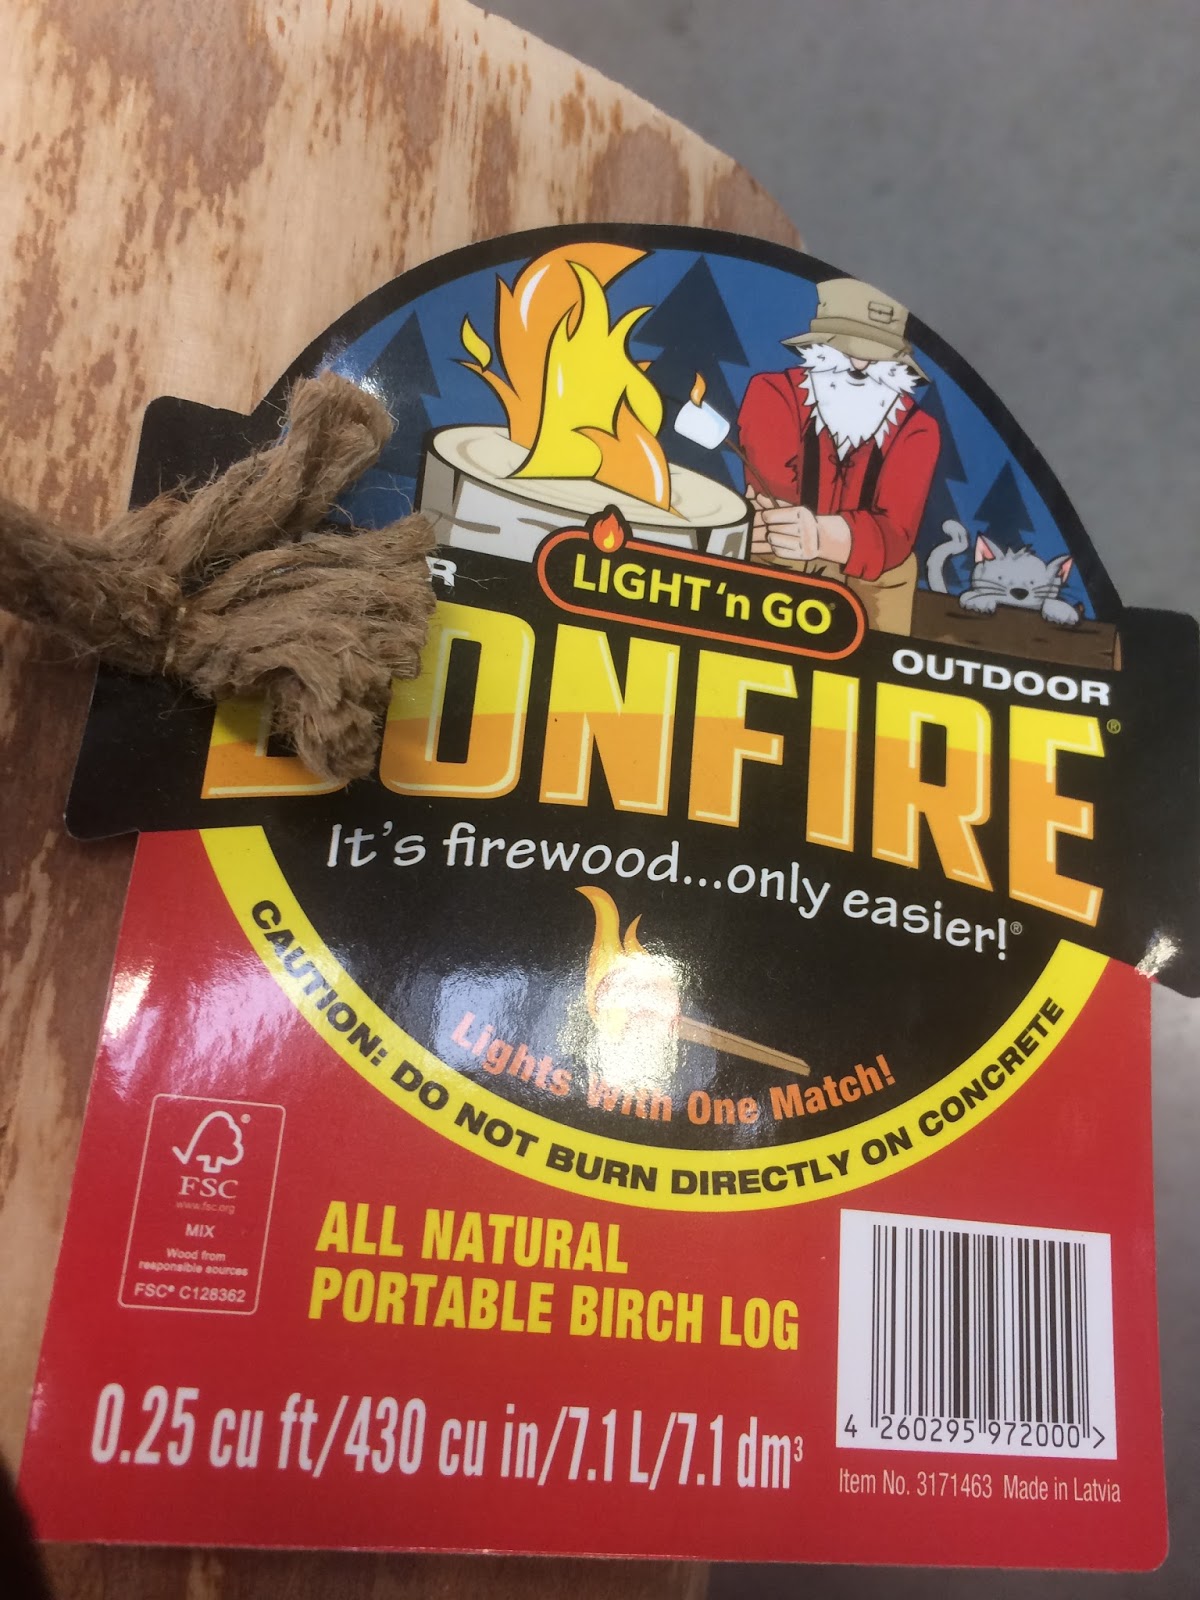 LIGHT 'n GO
OUTDOOR
BONFIRE®
It's firewood...only easier!®
Lights With One Match!
CAUTION: DO NOT BURN DIRECTLY ON CONCRETE
FSC
www.fsc.org
MIX
Wood from
responsible sources
FSC® C128362
ALL NATURAL
PORTABLE BIRCH LOG
0.25 cu ft/430 cu in/7.1 L/7.1 dm³
4 260295 972000 >
Item No. 3171463 Made in Latvia